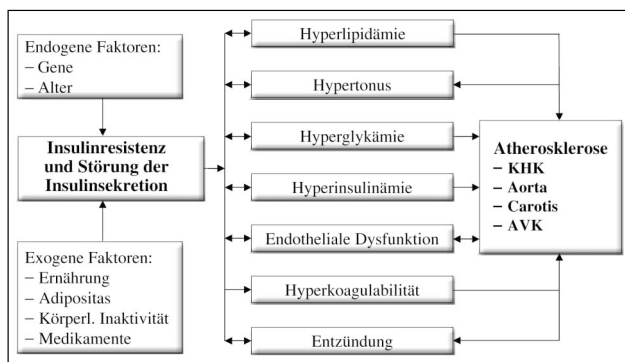 Endogene Faktoren:
– Gene
– Alter
Insulinresistenz
und Störung der
Insulinsekretion
Exogene Faktoren:
– Ernährung
– Adipositas
– Körperl. Inaktivität
– Medikamente
Hyperlipidämie
Hypertonus
Hyperglykämie
Hyperinsulinämie
Endotheliale Dysfunktion
Hyperkoagulabilität
Entzündung
Atherosklerose
– KHK
– Aorta
– Carotis
– AVK